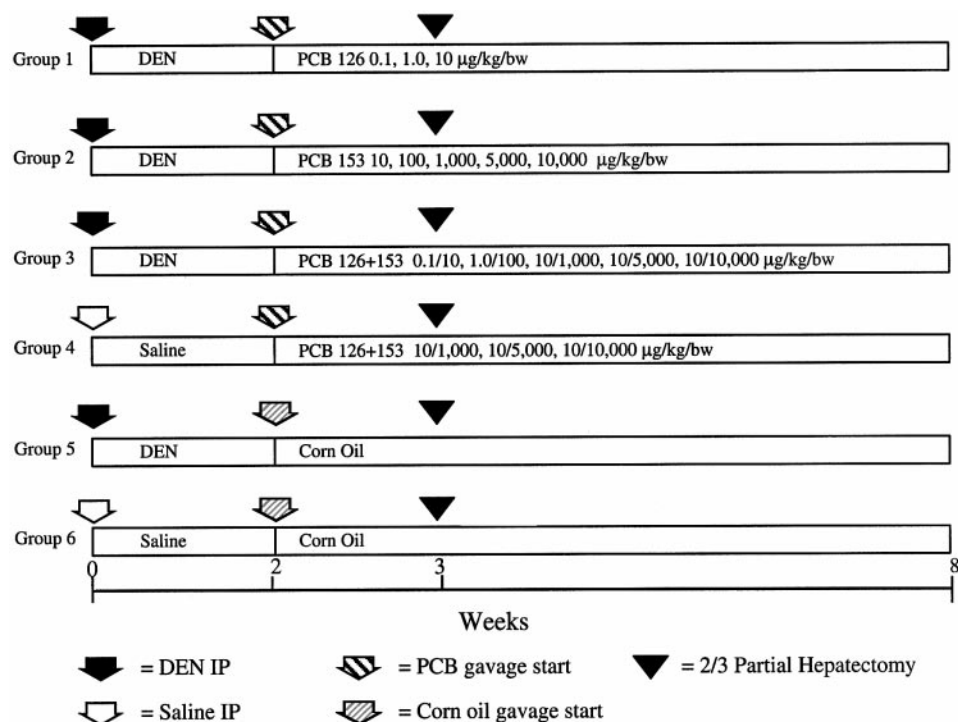 Group 1 DEN PCB 126 0.1, 1.0, 10 μg/kg/bw
Group 2 DEN PCB 153 10, 100, 1,000, 5,000, 10,000 μg/kg/bw
Group 3 DEN PCB 126+153 0.1/10, 1.0/100, 10/1,000, 10/5,000, 10/10,000 μg/kg/bw
Group 4 Saline PCB 126+153 10/1,000, 10/5,000, 10/10,000 μg/kg/bw
Group 5 DEN Corn Oil
Group 6 Saline Corn Oil
0 2 3 8
Weeks
= DEN IP = PCB gavage start = 2/3 Partial Hepatectomy
= Saline IP = Corn oil gavage start